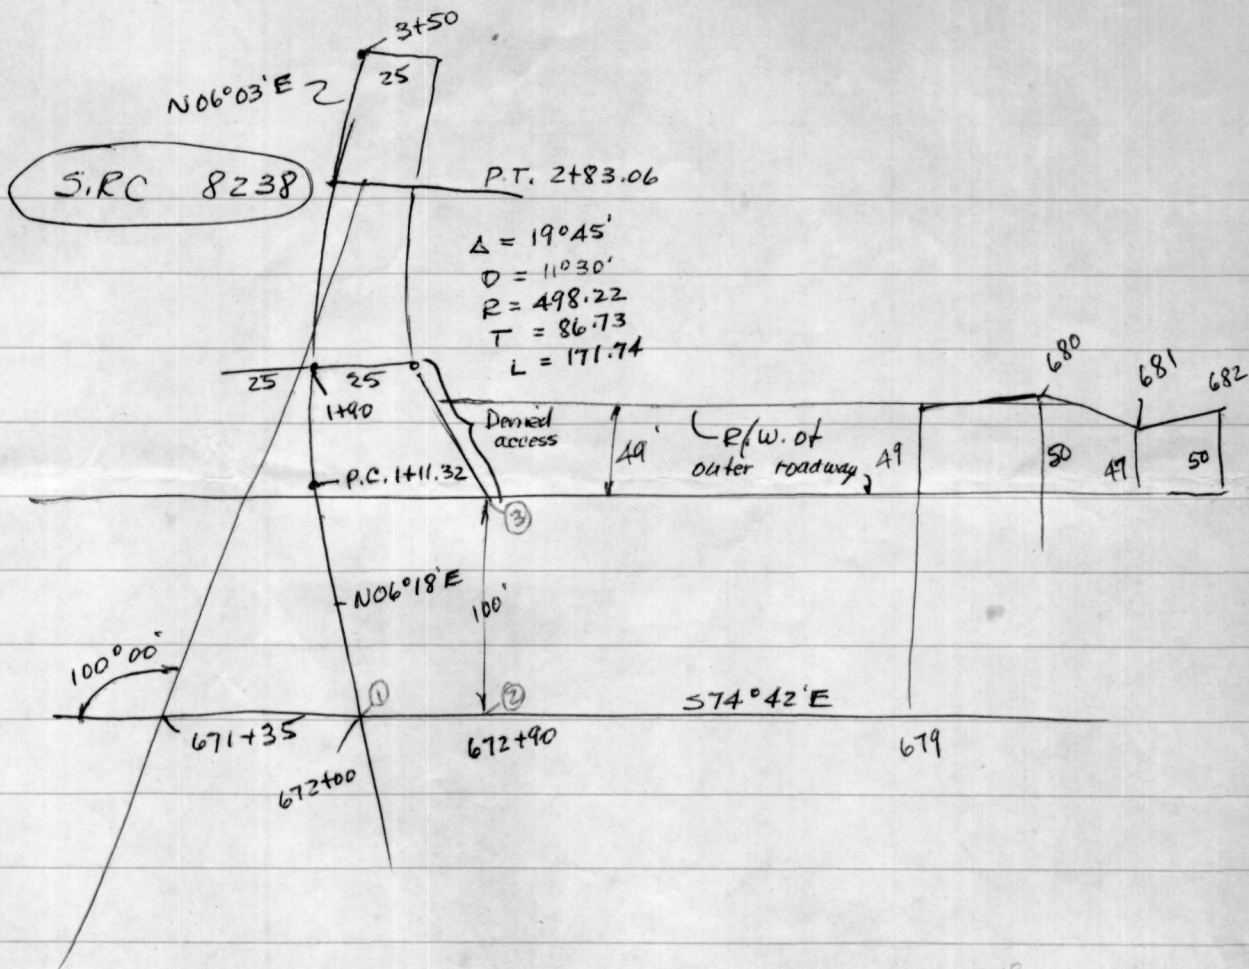 3+50
25
N06°03'E
S.RC 8238
P.T. 2+83.06
Δ = 19°45'
D = 11°30'
R = 498.22
T = 86.73
L = 171.74
25
25
1+90
Denied
access
49'
R/W. of
outer roadway
49
680
681
682
50
47
50
P.C. 1+11.32
3
N06°18'E
100'
100°00'
1
2
S74°42'E
671+35
672+00
672+90
679